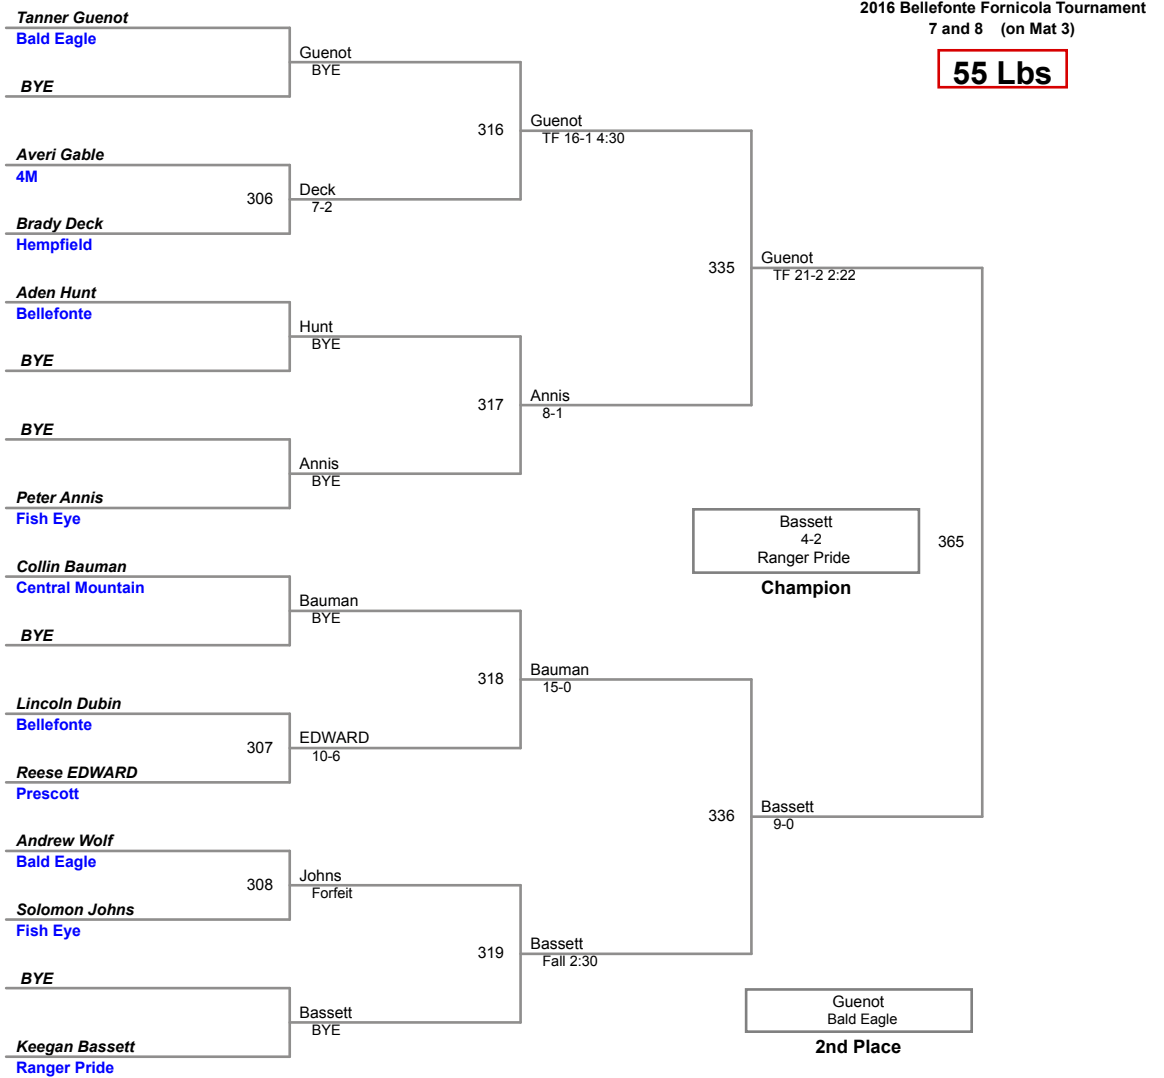 2016 Bellefonte Fornicola Tournament
7 and 8 (on Mat 3)
55 Lbs
Tanner Guenot
Bald Eagle
BYE
Averi Gable
4M
Brady Deck
Hempfield
Aden Hunt
Bellefonte
BYE
BYE
Peter Annis
Fish Eye
Collin Bauman
Central Mountain
BYE
Lincoln Dubin
Bellefonte
Reese EDWARD
Prescott
Andrew Wolf
Bald Eagle
Solomon Johns
Fish Eye
BYE
Keegan Bassett
Ranger Pride
306
307
308
Guenot
BYE
Deck
7-2
Hunt
BYE
Annis
BYE
Bauman
BYE
EDWARD
10-6
Johns
Forfeit
Bassett
BYE
316
317
318
319
Guenot
TF 16-1 4:30
Annis
8-1
Bauman
15-0
Bassett
Fall 2:30
335
336
Guenot
TF 21-2 2:22
Bassett
9-0
365
Bassett
4-2
Ranger Pride
Champion
Guenot
Bald Eagle
2nd Place